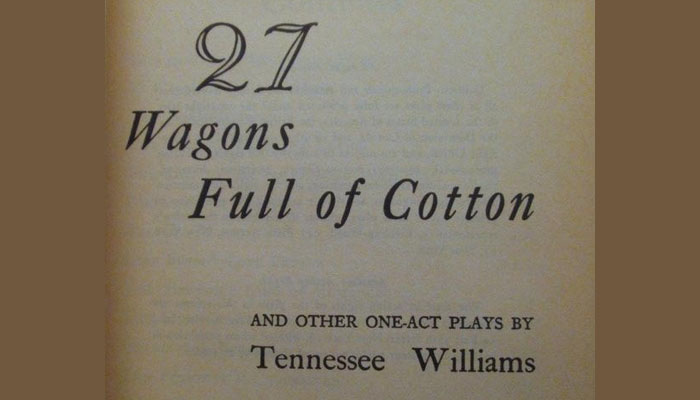 27
Wagons
Full of Cotton
AND OTHER ONE-ACT PLAYS BY
Tennessee Williams